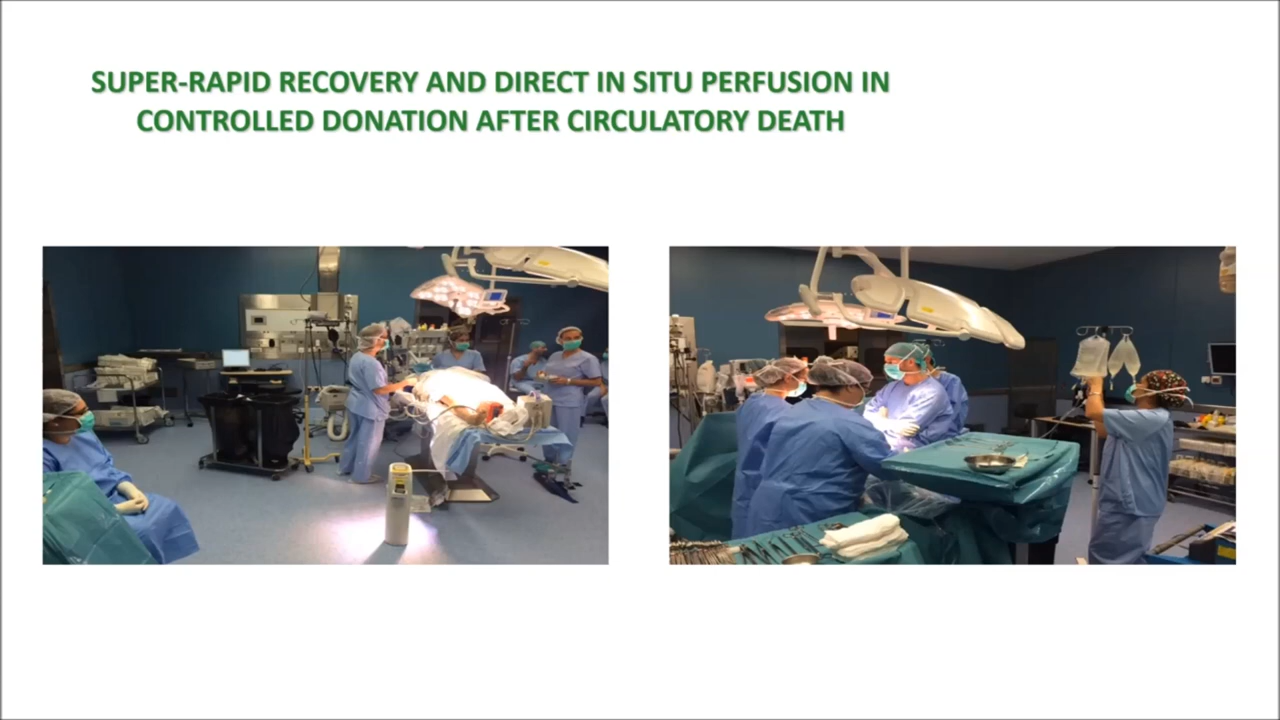 SUPER-RAPID RECOVERY AND DIRECT IN SITU PERFUSION IN
CONTROLLED DONATION AFTER CIRCULATORY DEATH